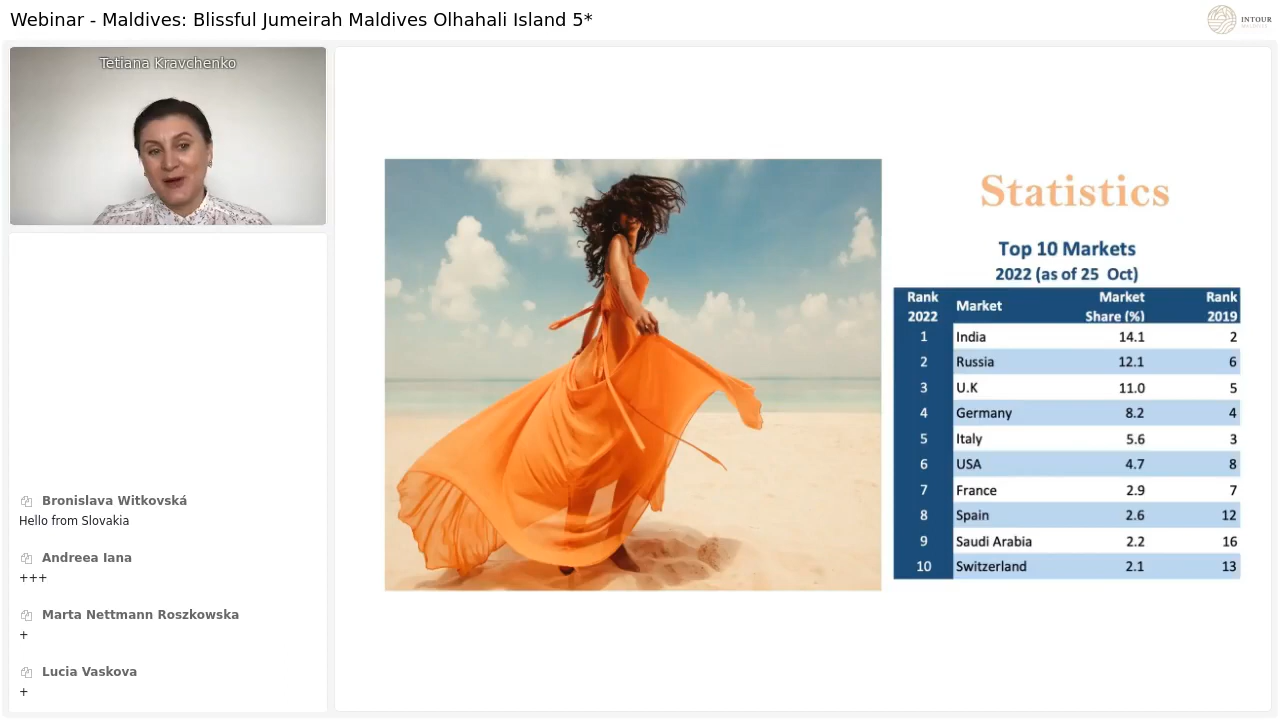 Webinar - Maldives: Blissful Jumeirah Maldives Olhahali Island 5*
INTOUR
MALDIVES
Tetiana Kravchenko
Bronislava Witkovská
Hello from Slovakia
Andreea Iana
+++
Marta Nettmann Roszkowska
+
Lucia Vaskova
+
Statistics
Top 10 Markets
2022 (as of 25 Oct)
Rank 2022 Market Market Share (%) Rank 2019
1 India 14.1 2
2 Russia 12.1 6
3 U.K 11.0 5
4 Germany 8.2 4
5 Italy 5.6 3
6 USA 4.7 8
7 France 2.9 7
8 Spain 2.6 12
9 Saudi Arabia 2.2 16
10 Switzerland 2.1 13